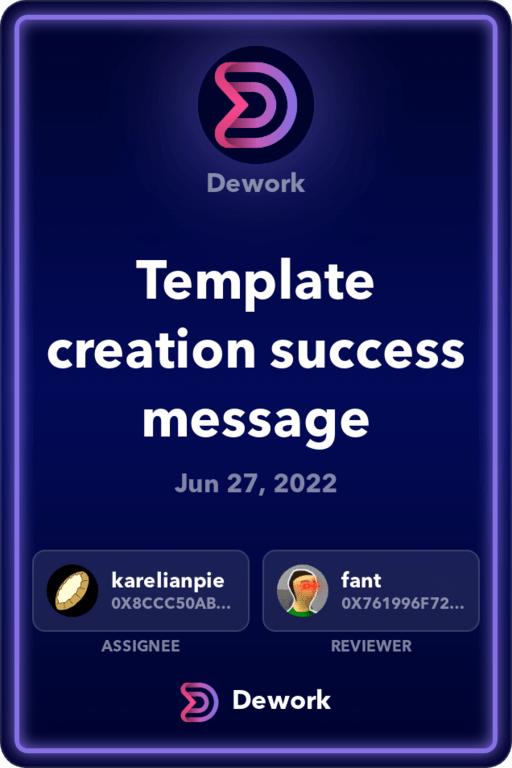 Dework
Template
creation success
message
Jun 27, 2022
karelianpie
0X8CCC50AB...
fant
0X761996F72...
ASSIGNEE
REVIEWER
Dework